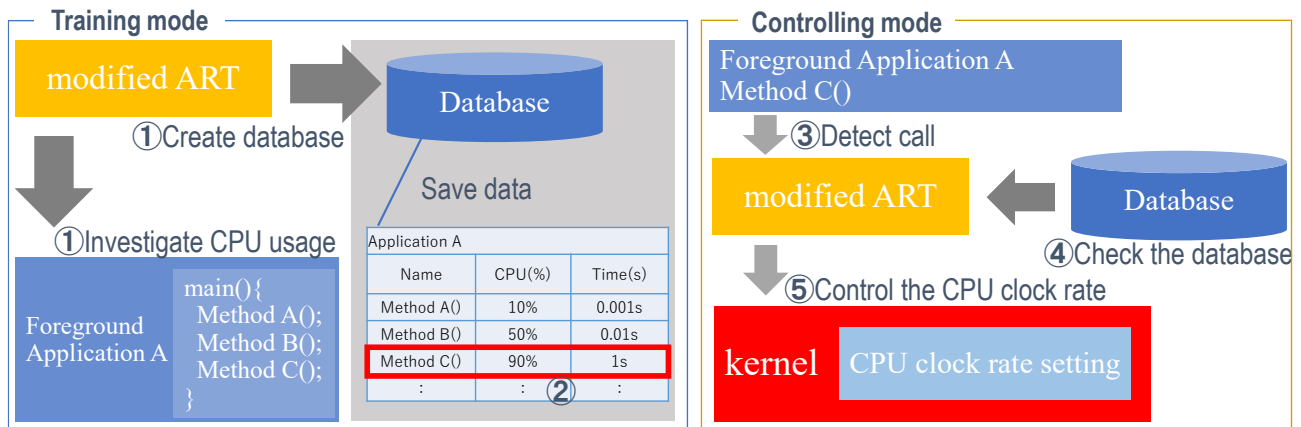 Training mode
modified ART
①Create database
Database
Save data
①Investigate CPU usage
Foreground
Application A
main(){
Method A();
Method B();
Method C();
}
Application A
Name CPU(%) Time(s)
Method A() 10% 0.001s
Method B() 50% 0.01s
Method C() 90% 1s
: : :
②
Controlling mode
Foreground Application A
Method C()
③Detect call
modified ART
Database
④Check the database
⑤Control the CPU clock rate
kernel
CPU clock rate setting